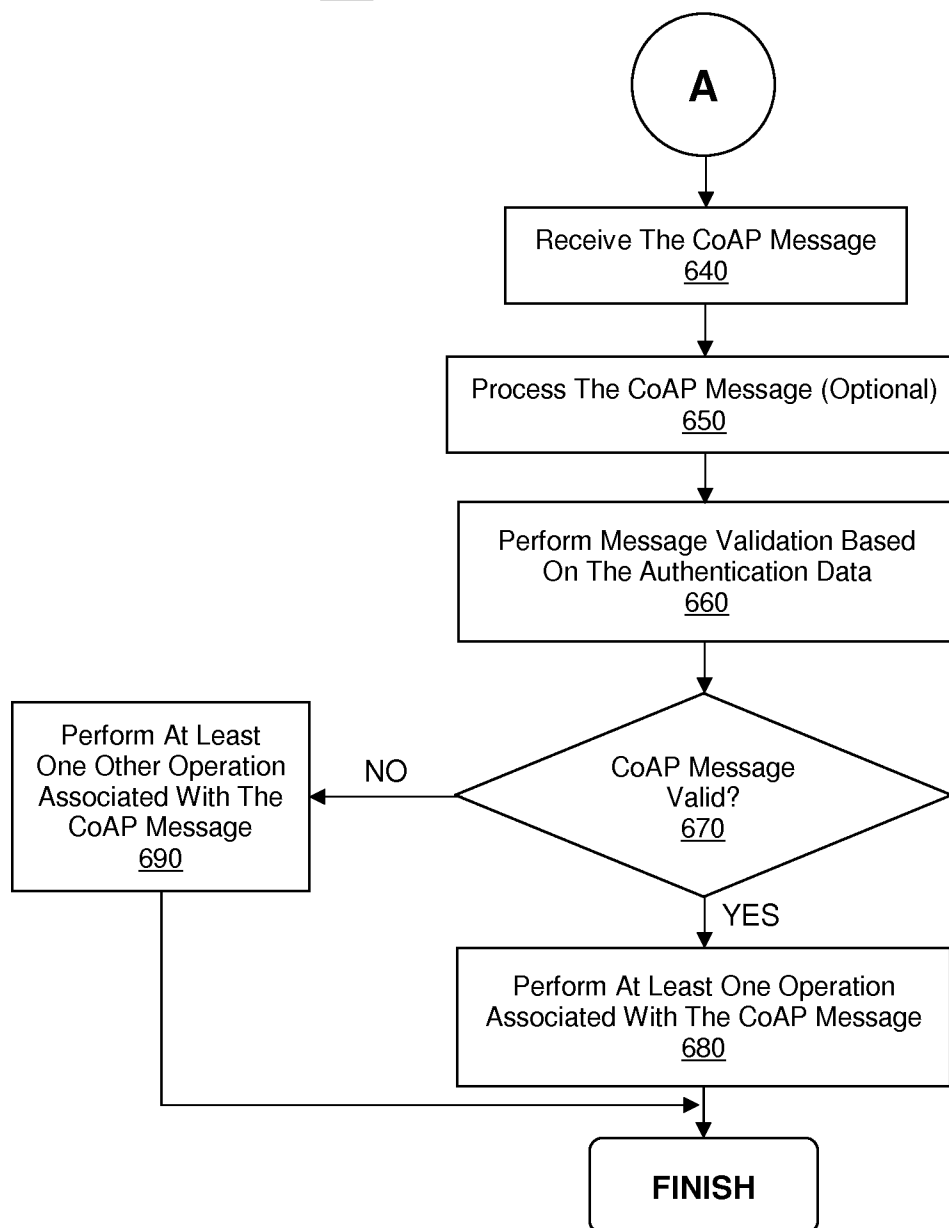 A
Receive The CoAP Message
640
Process The CoAP Message (Optional)
650
Perform Message Validation Based
On The Authentication Data
660
CoAP Message
Valid?
670
NO
Perform At Least
One Other Operation
Associated With The
CoAP Message
690
YES
Perform At Least One Operation
Associated With The CoAP Message
680
FINISH